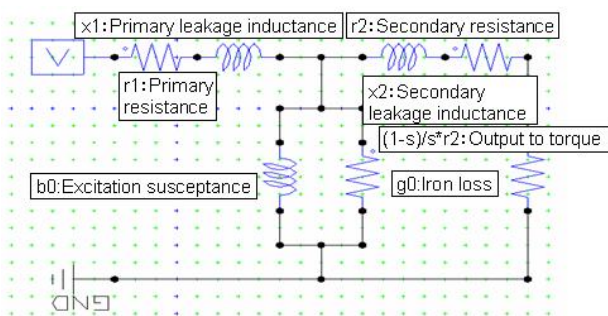 x1:Primary leakage inductance
r2:Secondary resistance
V
r1:Primary
resistance
x2:Secondary
leakage inductance
(1-s)/s*r2:Output to torque
b0:Excitation susceptance
g0:Iron loss
GND